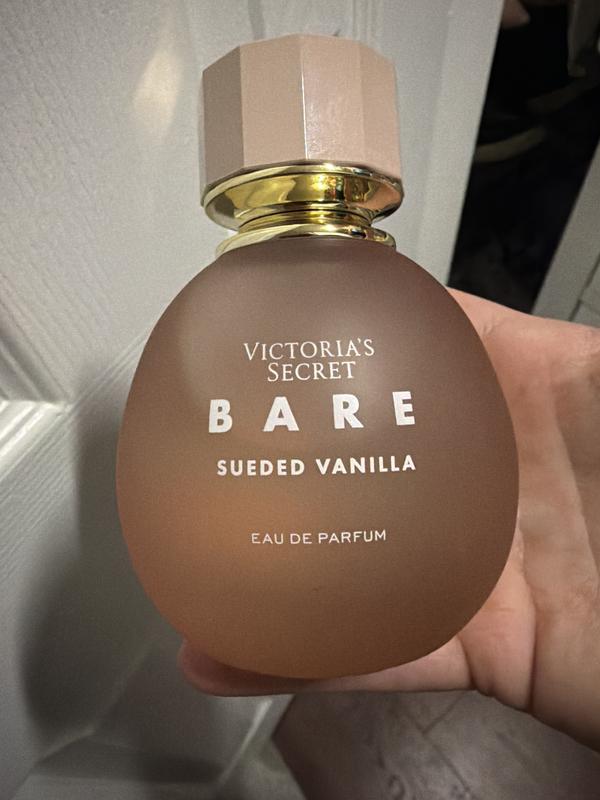 VICTORIA'S
SECRET
BARE
SUEDED VANILLA
EAU DE PARFUM